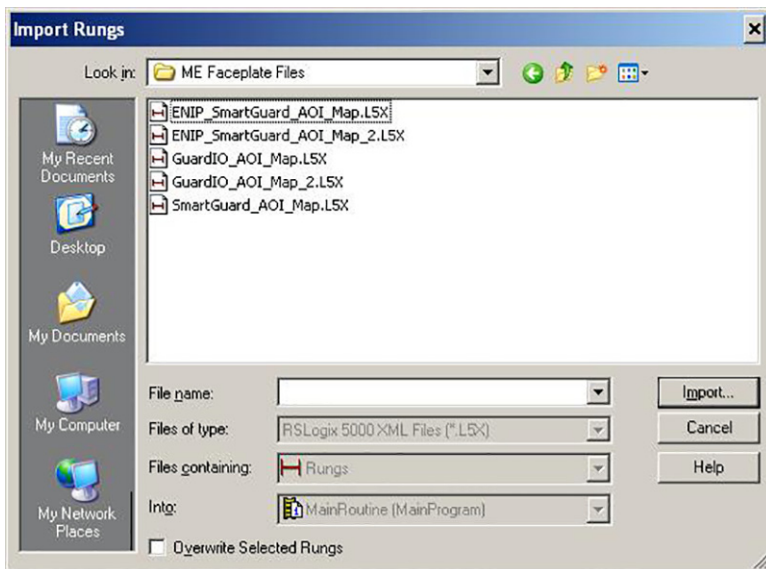 Import Rungs
Look in:
ME Faceplate Files
My Recent
Documents
Desktop
My Documents
My Computer
My Network
Places
ENIP_SmartGuard_AOI_Map.L5X
ENIP_SmartGuard_AOI_Map_2.L5X
GuardIO_AOI_Map.L5X
GuardIO_AOI_Map_2.L5X
SmartGuard_AOI_Map.L5X
File name:
Import...
Files of type:
RSLogix 5000 XML Files (*.L5X)
Cancel
Files containing:
Rungs
Help
Into:
MainRoutine (MainProgram)
Overwrite Selected Rungs